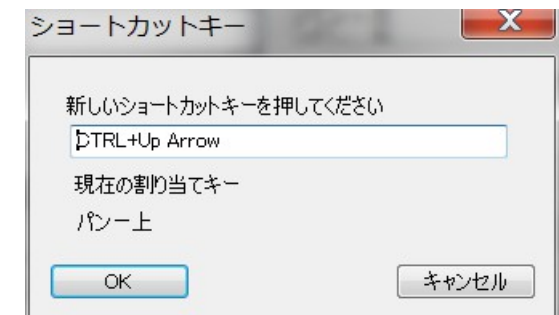 ショートカットキー
新しいショートカットキーを押してください
CTRL+Up Arrow
現在の割り当てキー
パンー上
OK
キャンセル